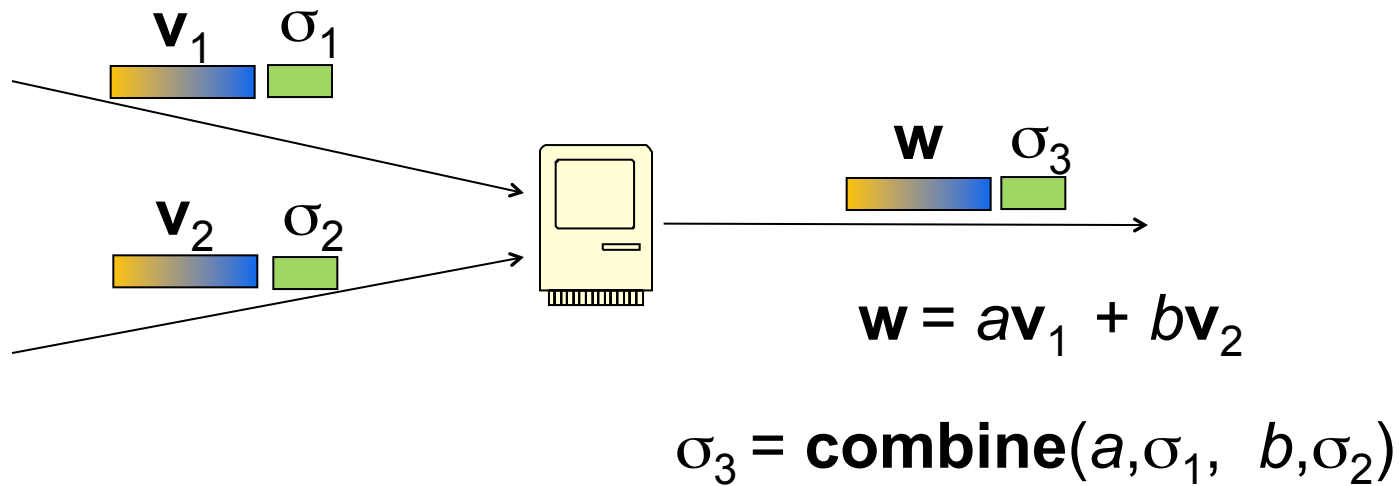 v₁ σ₁
v₂ σ₂
w σ₃
w = av₁ + bv₂
σ₃ = combine(a,σ₁, b,σ₂)